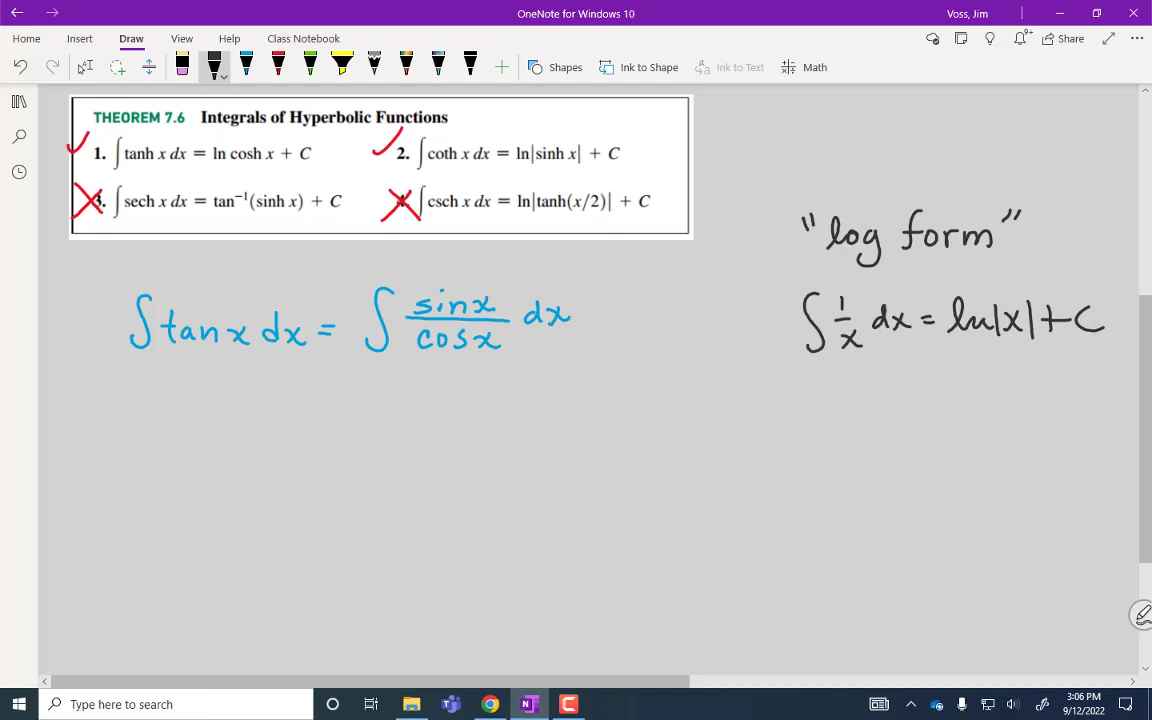 OneNote for Windows 10
Voss, Jim
Home Insert Draw View Help Class Notebook
9+ Share
Shapes Ink to Shape Ink to Text Math
THEOREM 7.6 Integrals of Hyperbolic Functions
1. ∫ tanh x dx = ln cosh x + C 2. ∫ coth x dx = ln|sinh x| + C
3. ∫ sech x dx = tan⁻¹(sinh x) + C 4. ∫ csch x dx = ln|tanh(x/2)| + C
"log form"
∫ tan x dx = ∫ sin x / cos x dx
∫ 1/x dx = ln|x| + C
Type here to search
3:06 PM
9/12/2022